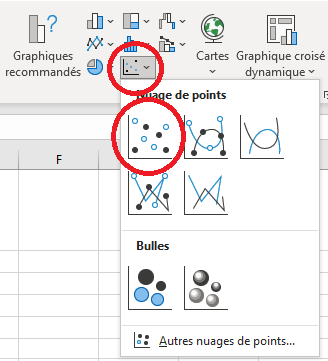 Graphiques
recommandés
Cartes
Graphique croisé
dynamique
Nuage de points
F
Bulles
Autres nuages de points...